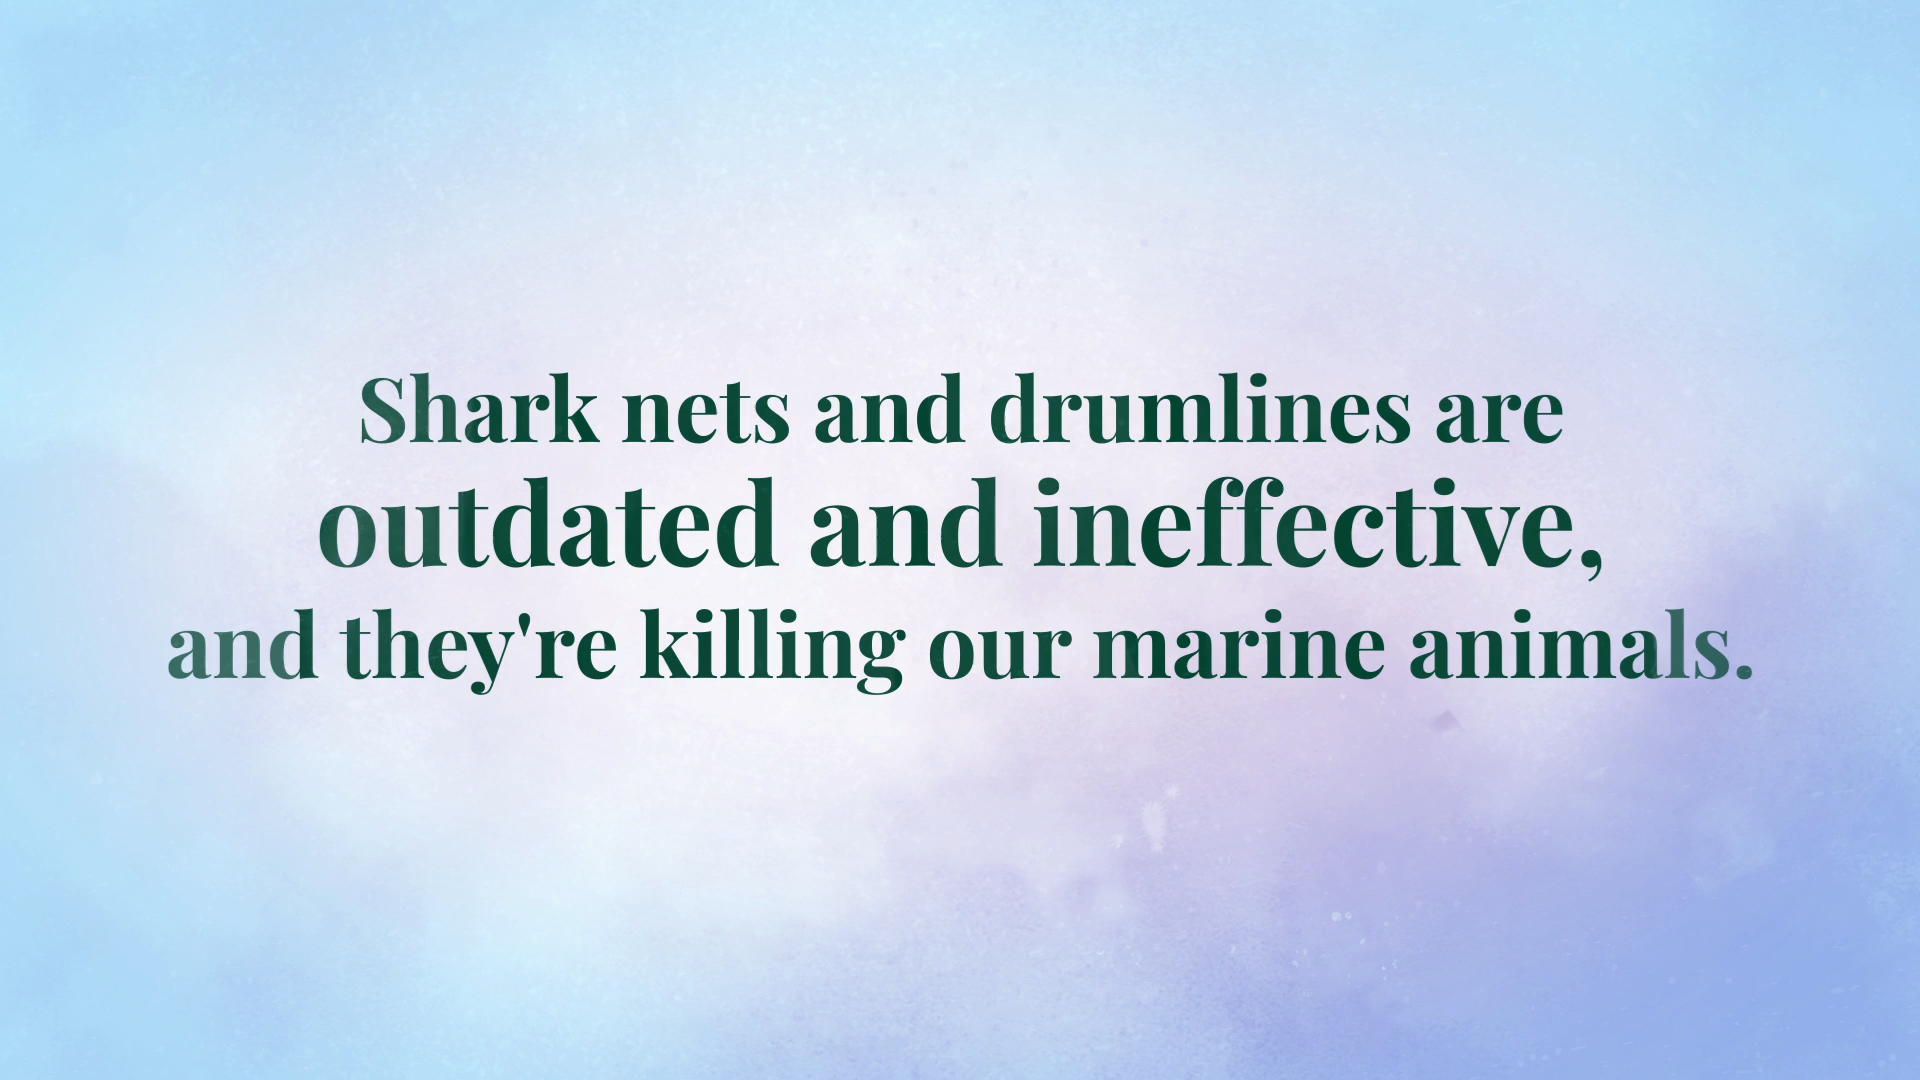 Shark nets and drumlines are
outdated and ineffective,
and they're killing our marine animals.